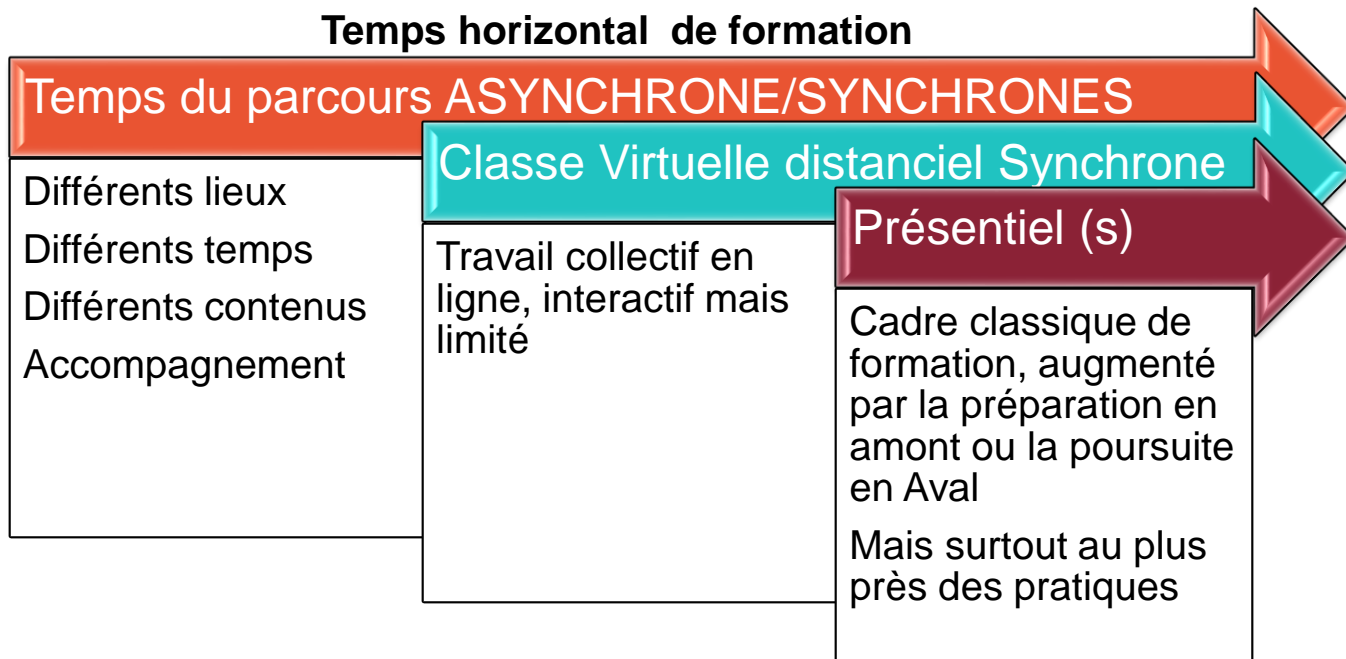 Temps horizontal de formation
Temps du parcours ASYNCHRONE/SYNCHRONES
Différents lieux
Différents temps
Différents contenus
Accompagnement
Classe Virtuelle distanciel Synchrone
Travail collectif en
ligne, interactif mais
limité
Présentiel (s)
Cadre classique de
formation, augmenté
par la préparation en
amont ou la poursuite
en Aval
Mais surtout au plus
près des pratiques